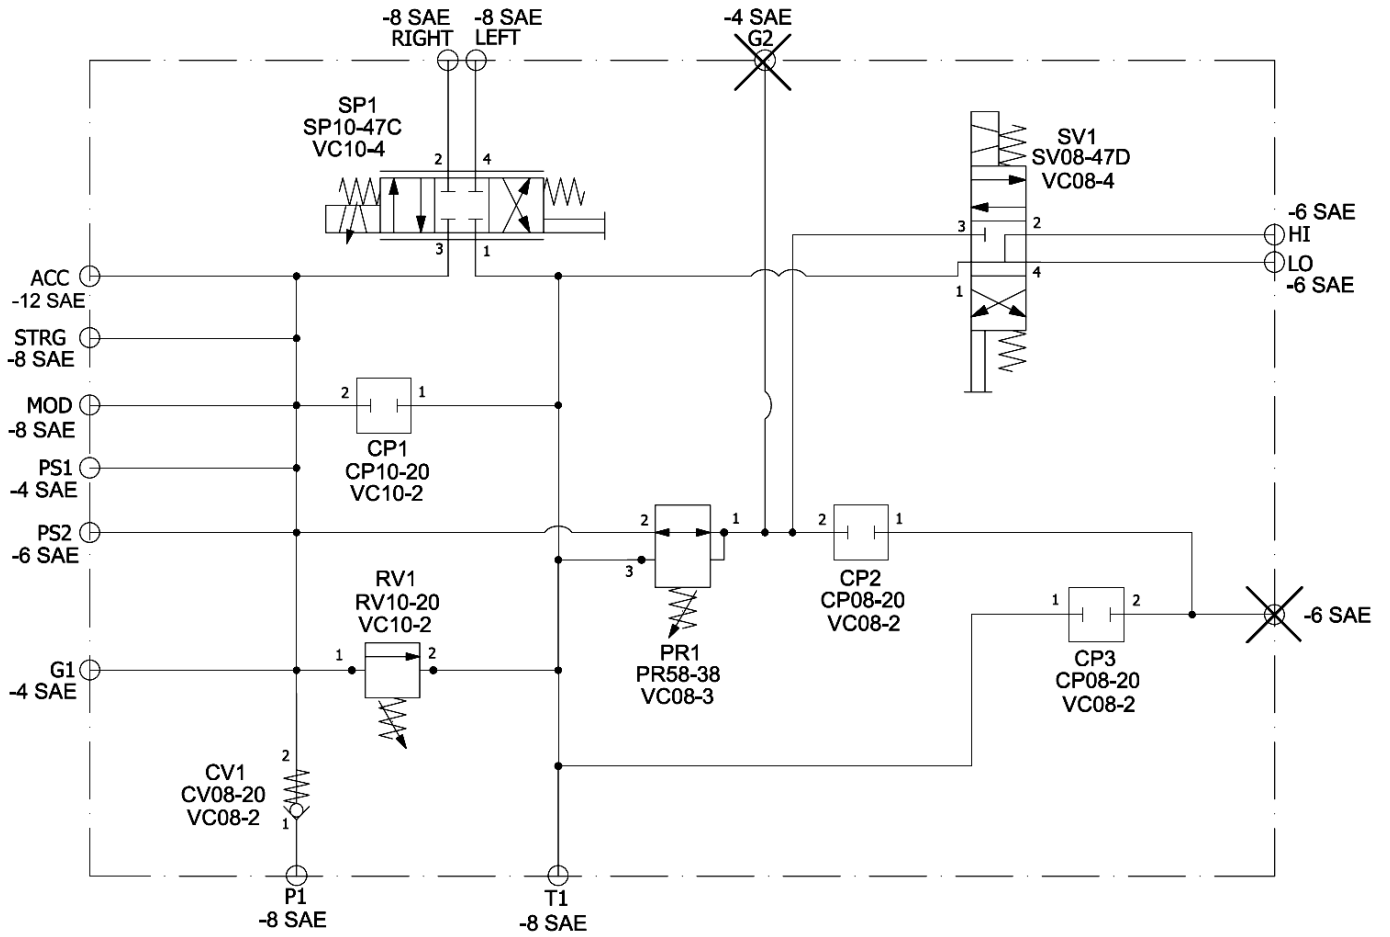 -8 SAE
RIGHT
-8 SAE
LEFT
-4 SAE
G2
SP1
SP10-47C
VC10-4
2
4
3
1
SV1
SV08-47D
VC08-4
3
2
1
4
-6 SAE
HI
LO
-6 SAE
ACC
-12 SAE
STRG
-8 SAE
MOD
-8 SAE
2
1
CP1
CP10-20
VC10-2
PS1
-4 SAE
PS2
-6 SAE
2
1
3
PR1
PR58-38
VC08-3
2
1
CP2
CP08-20
VC08-2
1
2
CP3
CP08-20
VC08-2
-6 SAE
RV1
RV10-20
VC10-2
1
2
G1
-4 SAE
CV1
CV08-20
VC08-2
2
1
P1
-8 SAE
T1
-8 SAE